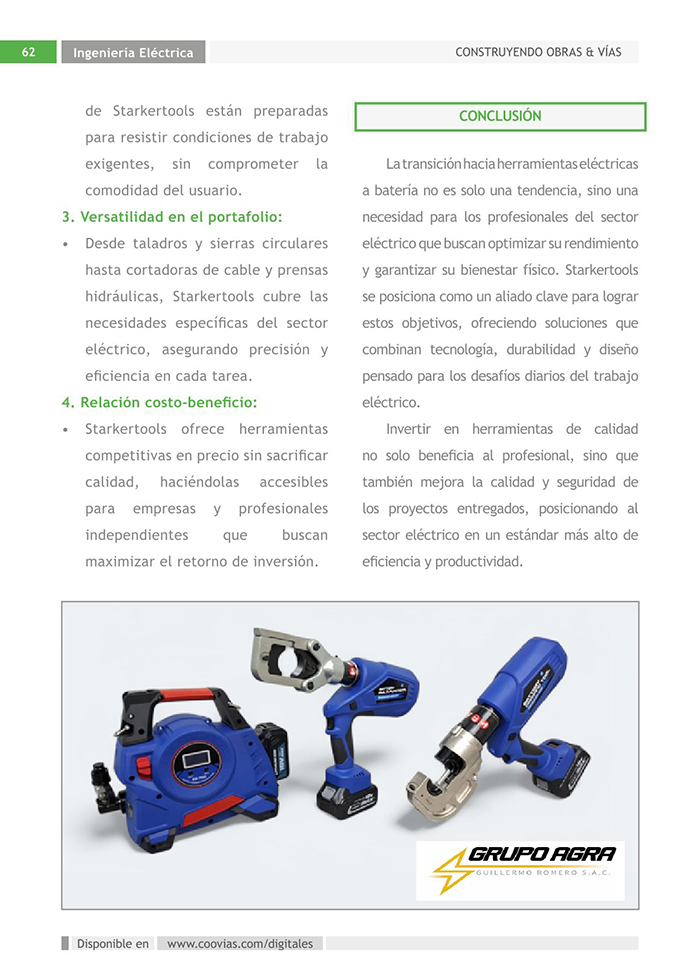 62
Ingeniería Eléctrica
CONSTRUYENDO OBRAS & VÍAS
de Starkertools están preparadas
para resistir condiciones de trabajo
exigentes, sin comprometer la
comodidad del usuario.
3. Versatilidad en el portafolio:
• Desde taladros y sierras circulares
hasta cortadoras de cable y prensas
hidráulicas, Starkertools cubre las
necesidades específicas del sector
eléctrico, asegurando precisión y
eficiencia en cada tarea.
4. Relación costo-beneficio:
• Starkertools ofrece herramientas
competitivas en precio sin sacrificar
calidad, haciéndolas accesibles
para empresas y profesionales
independientes que buscan
maximizar el retorno de inversión.
CONCLUSIÓN
La transición hacia herramientas eléctricas
a batería no es solo una tendencia, sino una
necesidad para los profesionales del sector
eléctrico que buscan optimizar su rendimiento
y garantizar su bienestar físico. Starkertools
se posiciona como un aliado clave para lograr
estos objetivos, ofreciendo soluciones que
combinan tecnología, durabilidad y diseño
pensado para los desafíos diarios del trabajo
eléctrico.
Invertir en herramientas de calidad
no solo beneficia al profesional, sino que
también mejora la calidad y seguridad de
los proyectos entregados, posicionando al
sector eléctrico en un estándar más alto de
eficiencia y productividad.
GRUPO AGRA
GUILLERMO ROMERO S.A.C.
Disponible en www.coovias.com/digitales